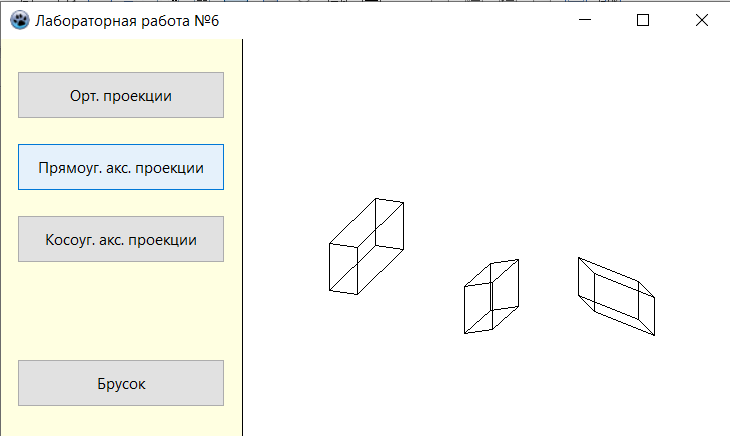 Лабораторная работа №6
Орт. проекции
Прямоуг. акс. проекции
Косоуг. акс. проекции
Брусок